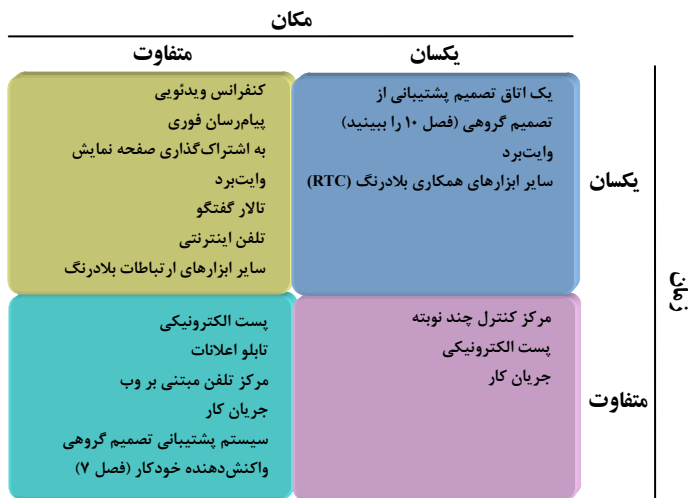 مکان
یکسان
متفاوت
زمان
یکسان
یک اتاق تصمیم پشتیبانی از
تصمیم گروهی (فصل ۱۰ را ببینید)
وایت‌برد
سایر ابزارهای همکاری بلادرنگ (RTC)
کنفرانس ویدئویی
پیام‌رسان فوری
به اشتراک‌گذاری صفحه نمایش
وایت‌برد
تالار گفتگو
تلفن اینترنتی
سایر ابزارهای ارتباطات بلادرنگ
متفاوت
مرکز کنترل چند نوبته
پست الکترونیکی
جریان کار
پست الکترونیکی
تابلو اعلانات
مرکز تلفن مبتنی بر وب
جریان کار
سیستم پشتیبانی تصمیم گروهی
واکنش‌دهنده خودکار (فصل ۷)